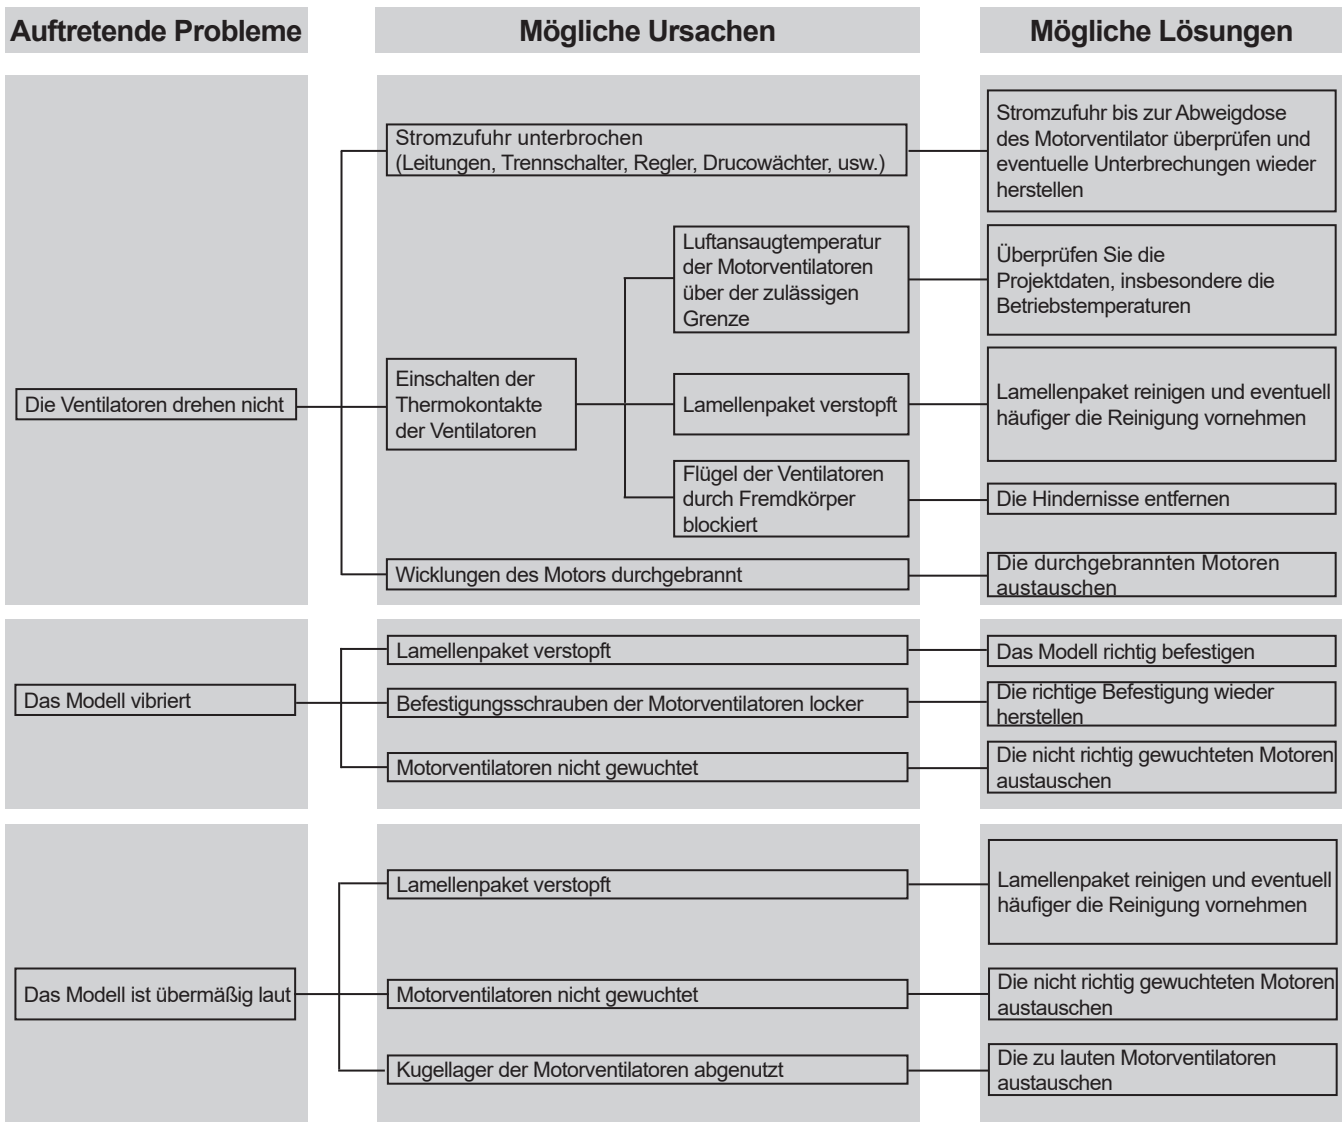 Auftretende Probleme
Mögliche Ursachen
Mögliche Lösungen
Die Ventilatoren drehen nicht
Stromzufuhr unterbrochen
(Leitungen, Trennschalter, Regler, Drucowächter, usw.)
Stromzufuhr bis zur Abweigdose
des Motorventilator überprüfen und
eventuelle Unterbrechungen wieder
herstellen
Einschalten der
Thermokontakte
der Ventilatoren
Luftansaugtemperatur
der Motorventilatoren
über der zulässigen
Grenze
Überprüfen Sie die
Projektdaten, insbesondere die
Betriebstemperaturen
Lamellenpaket verstopft
Lamellenpaket reinigen und eventuell
häufiger die Reinigung vornehmen
Flügel der Ventilatoren
durch Fremdkörper
blockiert
Die Hindernisse entfernen
Wicklungen des Motors durchgebrannt
Die durchgebrannten Motoren
austauschen
Das Modell vibriert
Lamellenpaket verstopft
Das Modell richtig befestigen
Befestigungsschrauben der Motorventilatoren locker
Die richtige Befestigung wieder
herstellen
Motorventilatoren nicht gewuchtet
Die nicht richtig gewuchteten Motoren
austauschen
Das Modell ist übermäßig laut
Lamellenpaket verstopft
Lamellenpaket reinigen und eventuell
häufiger die Reinigung vornehmen
Motorventilatoren nicht gewuchtet
Die nicht richtig gewuchteten Motoren
austauschen
Kugellager der Motorventilatoren abgenutzt
Die zu lauten Motorventilatoren
austauschen